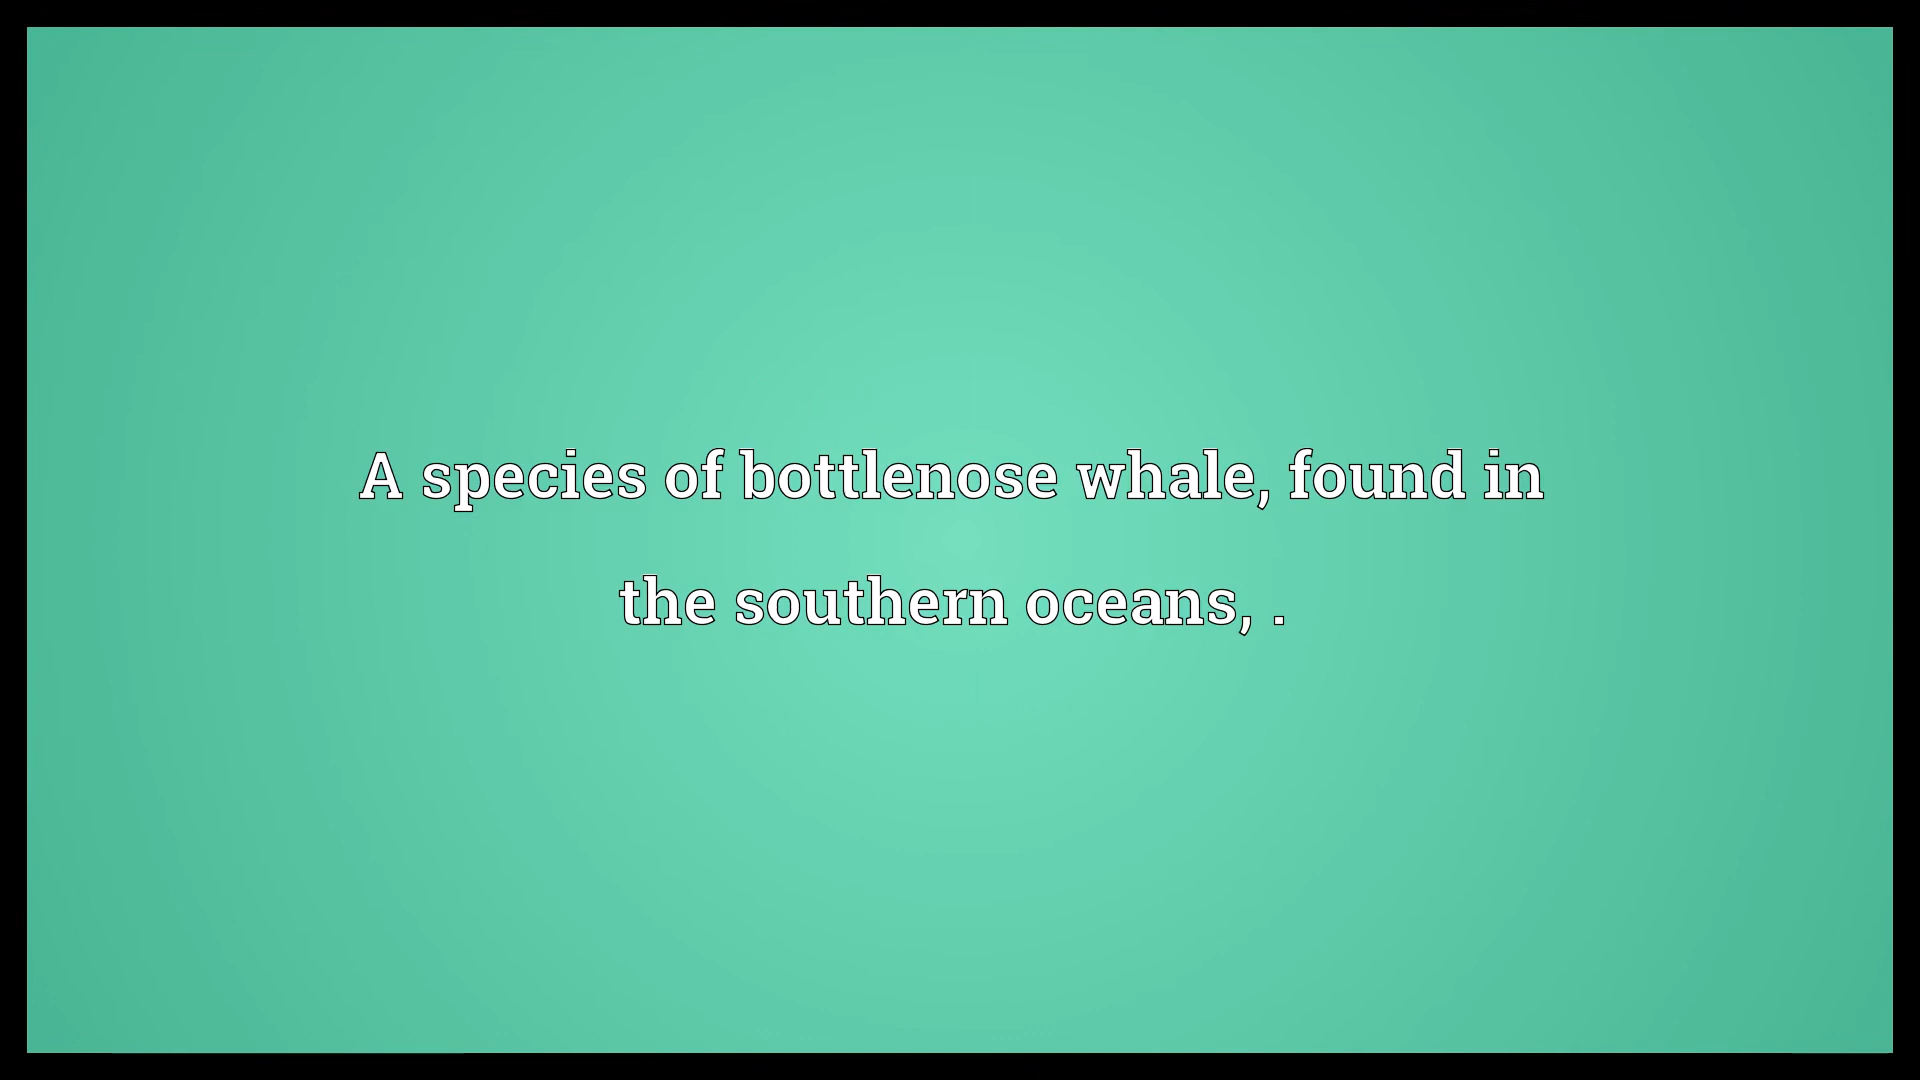 A species of bottlenose whale, found in
the southern oceans, .